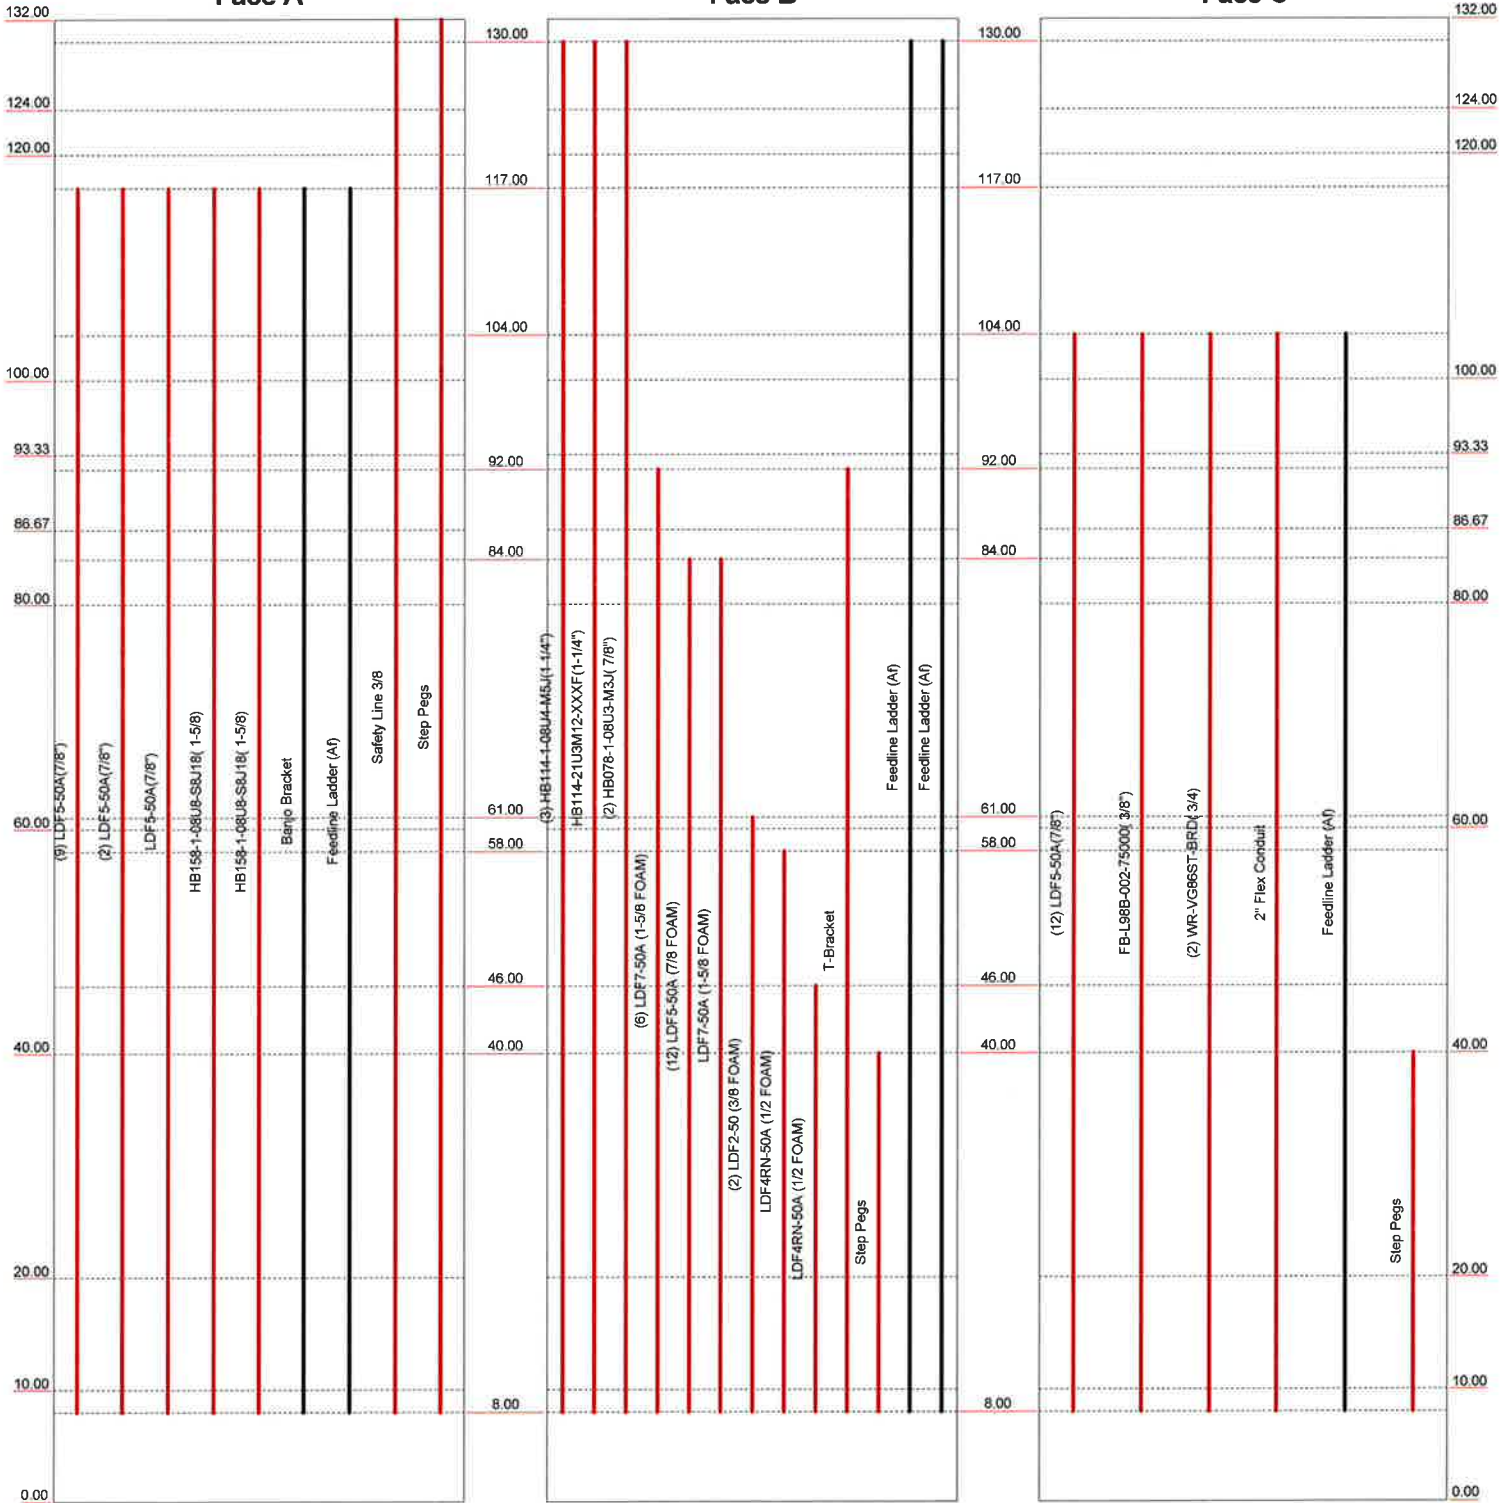 Face A
Face B
Face C
132.00
124.00
120.00
100.00
93.33
86.67
80.00
60.00
40.00
20.00
10.00
0.00
(9) LDF5-50A(7/8")
(2) LDF5-50A(7/8")
LDF5-50A(7/8")
HB158-1-08U8-S8J18( 1-5/8)
HB158-1-08U8-S8J18( 1-5/8)
Banjo Bracket
Feedline Ladder (Af)
Safety Line 3/8
Step Pegs
130.00
117.00
104.00
92.00
84.00
61.00
58.00
46.00
40.00
8.00
(3) HB114-1-08U4-M5J(1-1/4")
HB114-21U3M12-XXXF(1-1/4")
(2) HB078-1-08U3-M3J( 7/8")
(6) LDF7-50A (1-5/8 FOAM)
(12) LDF5-50A (7/8 FOAM)
LDF7-50A (1-5/8 FOAM)
(2) LDF2-50 (3/8 FOAM)
LDF4RN-50A (1/2 FOAM)
LDF4RN-50A (1/2 FOAM)
T-Bracket
Step Pegs
Feedline Ladder (Af)
Feedline Ladder (Af)
130.00
117.00
104.00
92.00
84.00
61.00
58.00
46.00
40.00
8.00
(12) LDF5-50A(7/8")
FB-L98B-002-75000( 3/8")
(2) WR-VG86ST-BRD( 3/4)
2" Flex Conduit
Feedline Ladder (Af)
Step Pegs
132.00
124.00
120.00
100.00
93.33
86.67
80.00
60.00
40.00
20.00
10.00
0.00